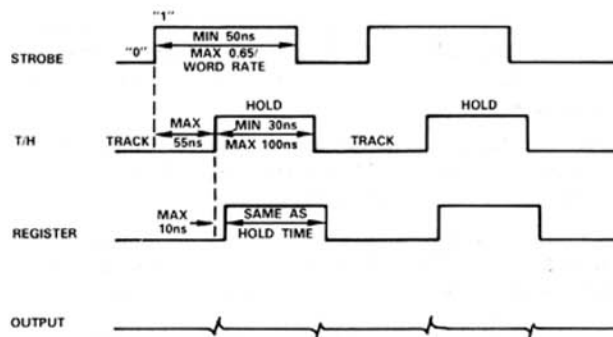 "1"
"0"
MIN 50ns
MAX 0.65/
WORD RATE
STROBE
HOLD
HOLD
T/H
TRACK
MAX
55ns
MIN 30ns
MAX 100ns
TRACK
REGISTER
MAX
10ns
SAME AS
HOLD TIME
OUTPUT